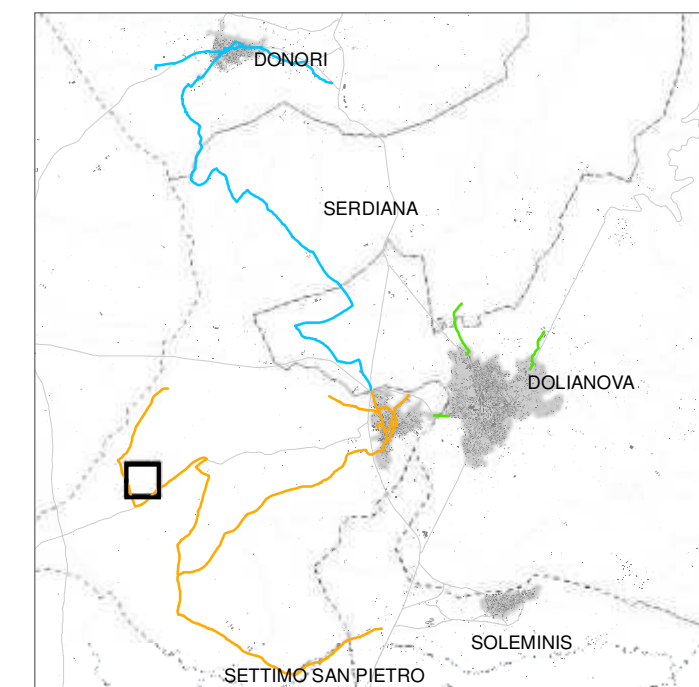 DONORI
SERDIANA
DOLIANOVA
SOLEMINIS
SETTIMO SAN PIETRO